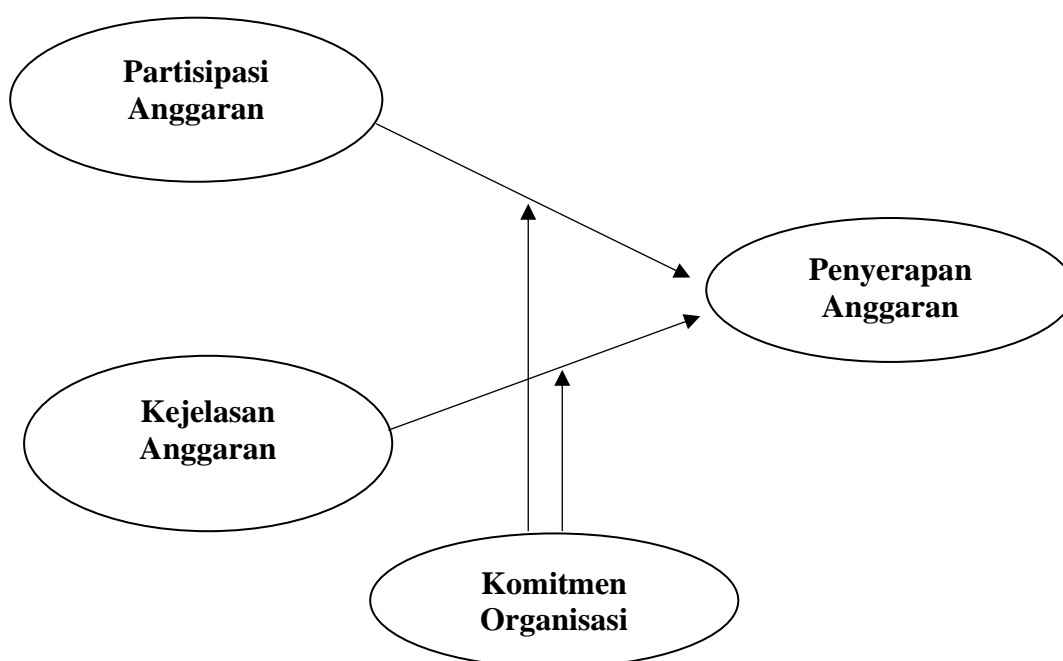 Partisipasi
Anggaran
Penyerapan
Anggaran
Kejelasan
Anggaran
Komitmen
Organisasi